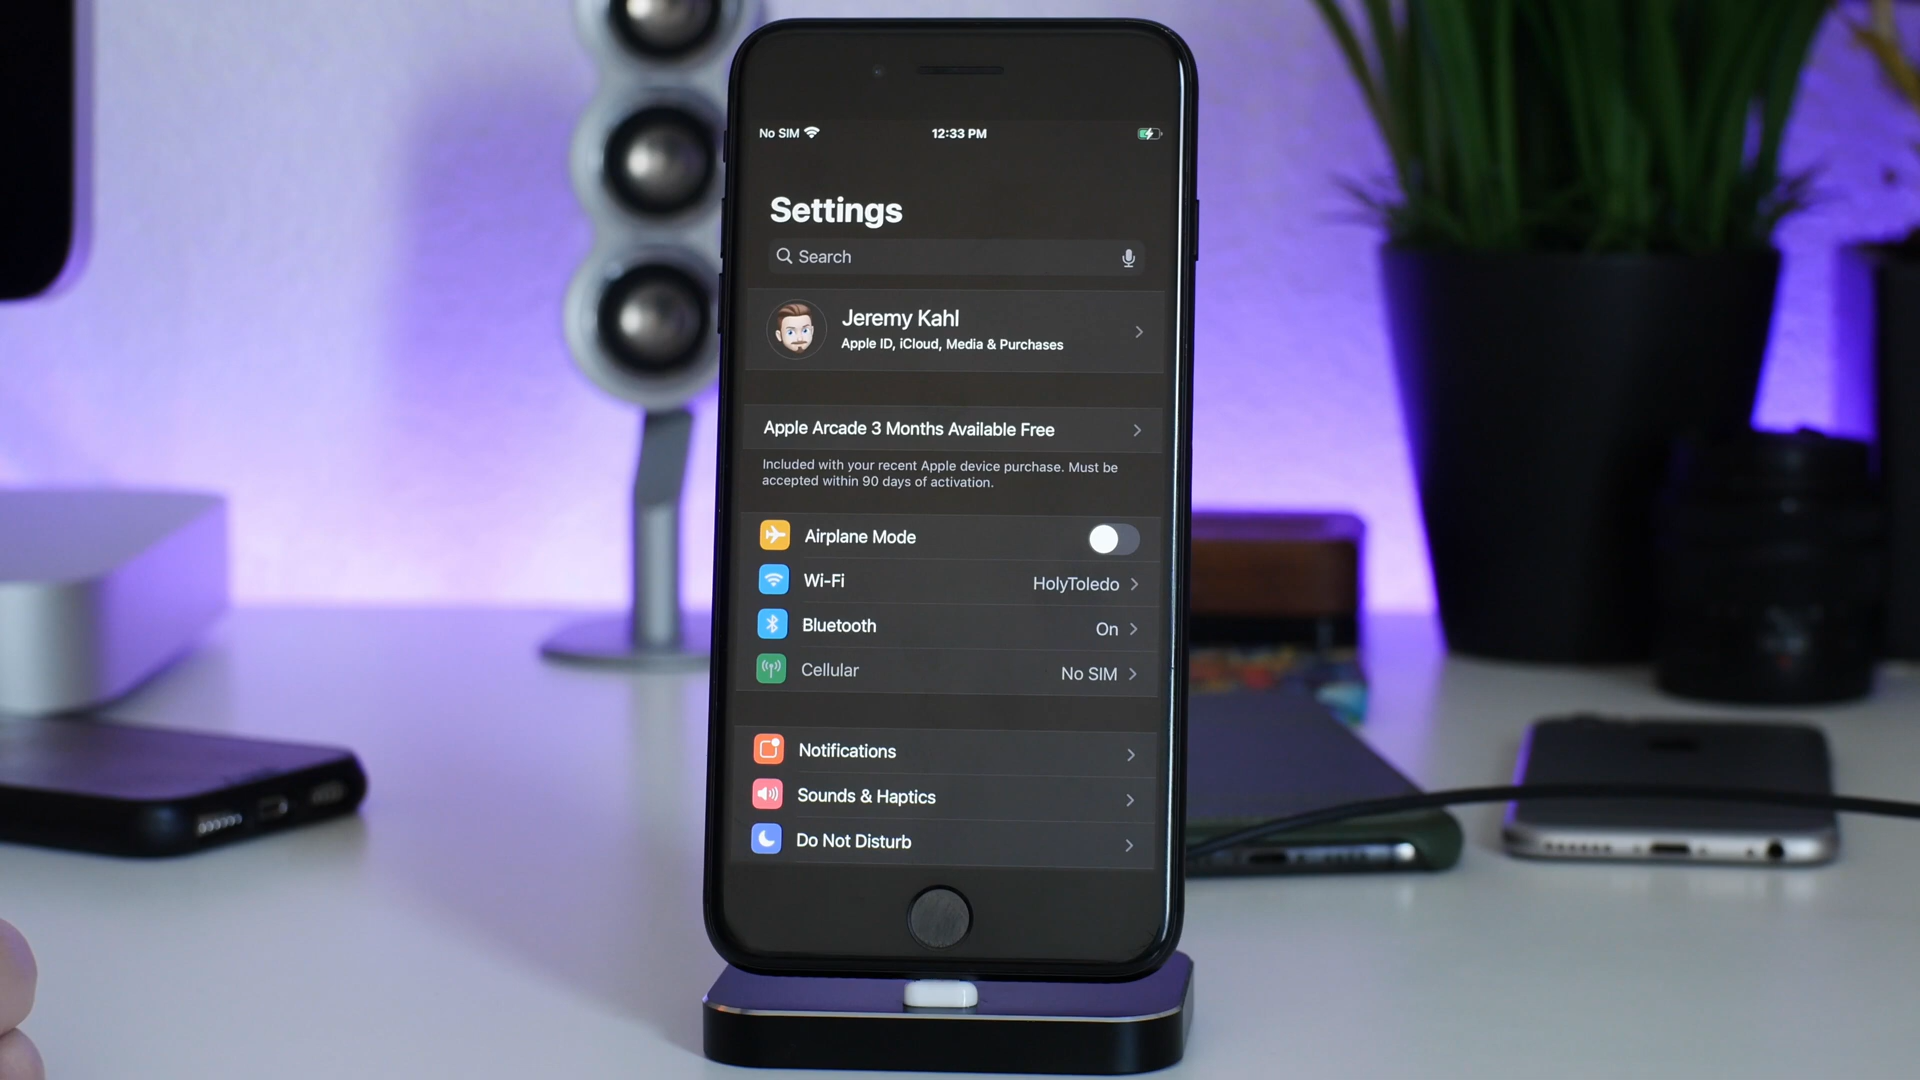 No SIM 12:33 PM
Settings
Search
Jeremy Kahl
Apple ID, iCloud, Media & Purchases
Apple Arcade 3 Months Available Free
Included with your recent Apple device purchase. Must be
accepted within 90 days of activation.
Airplane Mode
Wi-Fi HolyToledo
Bluetooth On
Cellular No SIM
Notifications
Sounds & Haptics
Do Not Disturb